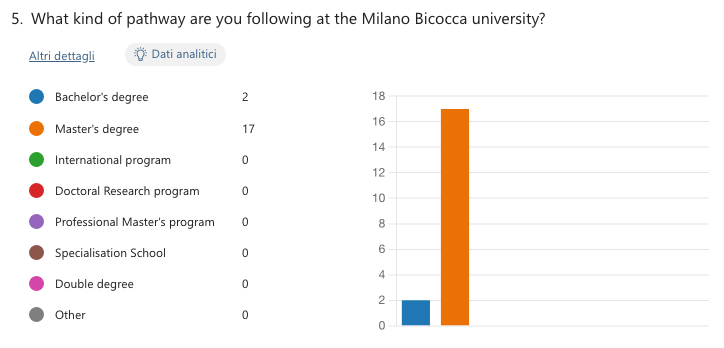 5. What kind of pathway are you following at the Milano Bicocca university?
Altri dettagli Dati analitici
Bachelor's degree 2
Master's degree 17
International program 0
Doctoral Research program 0
Professional Master's program 0
Specialisation School 0
Double degree 0
Other 0
18
16
14
12
10
8
6
4
2
0